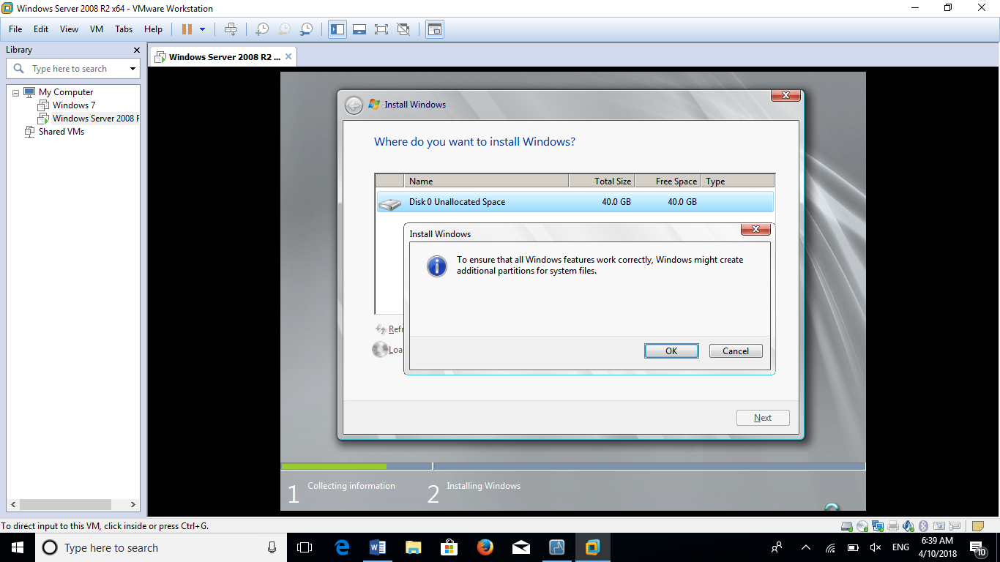 Windows Server 2008 R2 x64 - VMware Workstation
File Edit View VM Tabs Help
Library
Type here to search
My Computer
Windows 7
Windows Server 2008 R
Shared VMs
Windows Server 2008 R2 ...
Install Windows
Where do you want to install Windows?
Name Total Size Free Space Type
Disk 0 Unallocated Space 40.0 GB 40.0 GB
Install Windows
To ensure that all Windows features work correctly, Windows might create
additional partitions for system files.
Refr
Loa
OK Cancel
Next
1 Collecting information 2 Installing Windows
To direct input to this VM, click inside or press Ctrl+G.
Type here to search
ENG
6:39 AM
4/10/2018
10